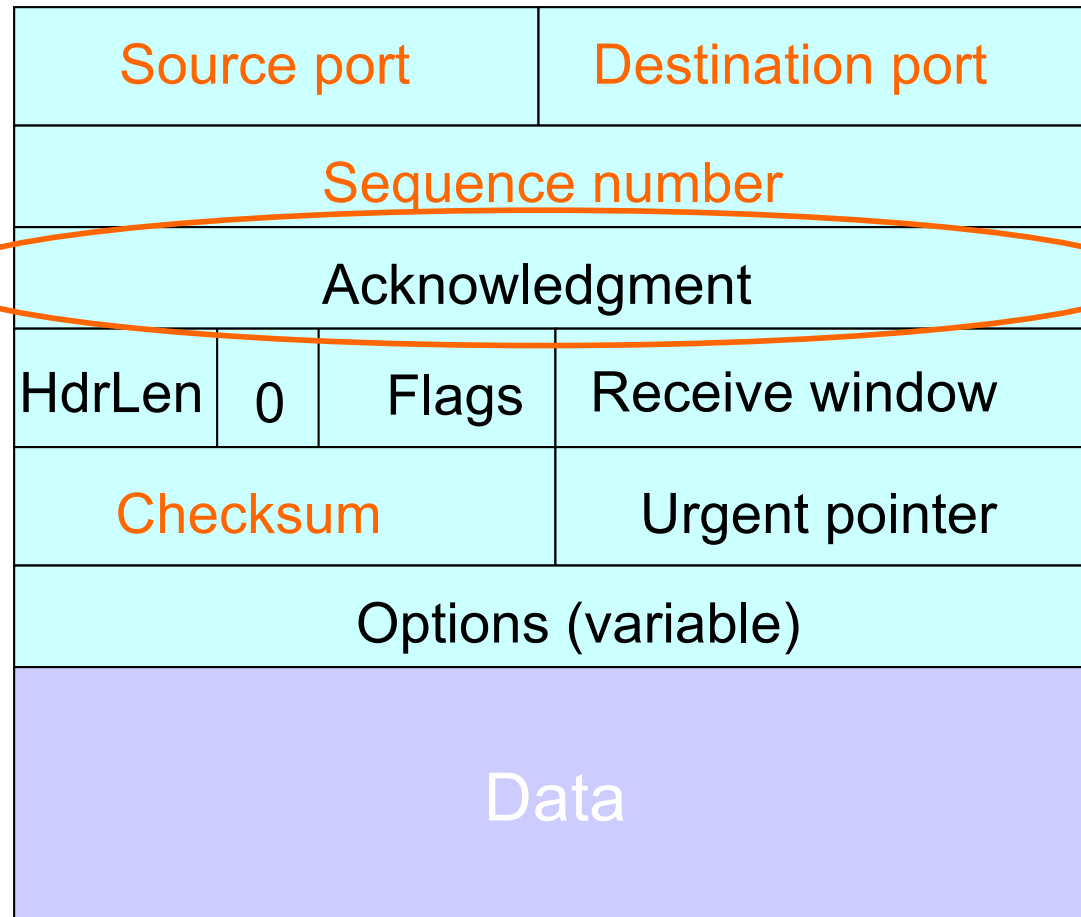 Source port Destination port
Sequence number
Acknowledgment
HdrLen 0 Flags Receive window
Checksum Urgent pointer
Options (variable)
Data